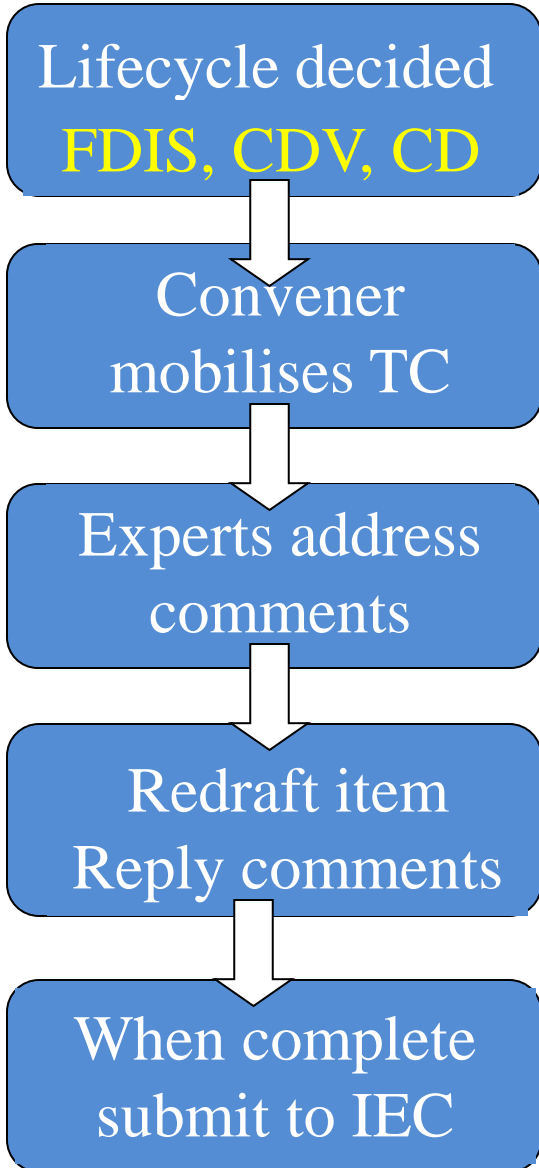 Lifecycle decided
FDIS, CDV, CD
Convener
mobilises TC
Experts address
comments
Redraft item
Reply comments
When complete
submit to IEC